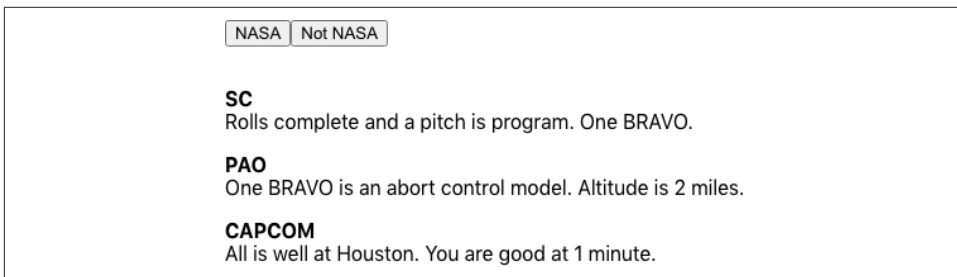 NASA Not NASA
SC
Rolls complete and a pitch is program. One BRAVO.
PAO
One BRAVO is an abort control model. Altitude is 2 miles.
CAPCOM
All is well at Houston. You are good at 1 minute.